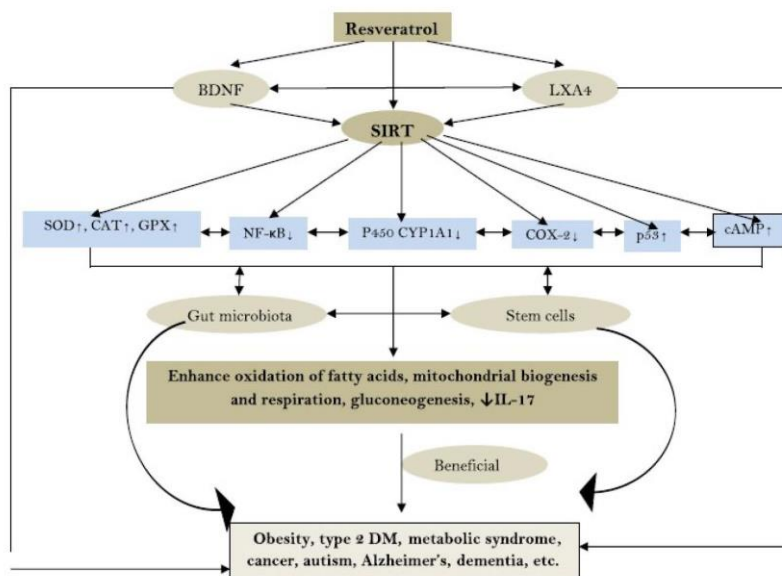 Resveratrol
BDNF
LXA4
SIRT
SOD↑, CAT↑, GPX↑
NF-κB↓
P450 CYP1A1↓
COX-2↓
p53↑
cAMP↑
Gut microbiota
Stem cells
Enhance oxidation of fatty acids, mitochondrial biogenesis
and respiration, gluconeogenesis, ↓IL-17
Beneficial
Obesity, type 2 DM, metabolic syndrome,
cancer, autism, Alzheimer's, dementia, etc.